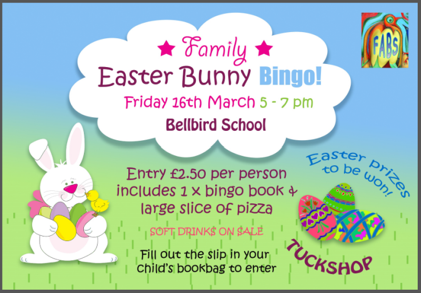 Family
Easter Bunny Bingo!
Friday 16th March 5 - 7 pm
Bellbird School
FABS
Entry £2.50 per person
includes 1 x bingo book &
large slice of pizza
SOFT DRINKS ON SALE
Fill out the slip in your
child's bookbag to enter
Easter prizes
to be won!
TUCKSHOP